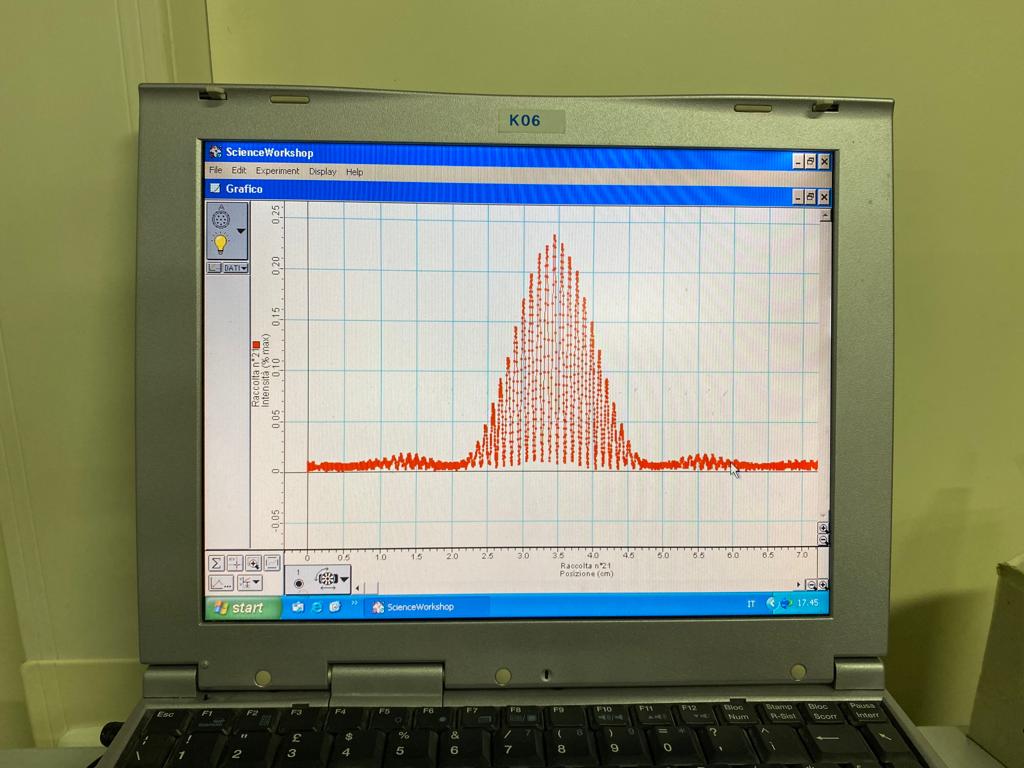 K06
ScienceWorkshop
File Edit Experiment Display Help
Grafico
DATI
0,25
0,20
0,15
0,10
0,05
0
-0,05
Raccolta n°21
Intensità (% max)
0 0.5 1.0 1.5 2.0 2.5 3.0 3.5 4.0 4.5 5.0 5.5 6.0 6.5 7.0
Raccolta n°21
Posizione (cm)
Σ
1
start
ScienceWorkshop
IT
17.45
Esc F1 F2 F3 F4 F5 F6 F7 F8 F9 F10 F11 F12 Bloc Num Stamp R-Sist Bloc Scorr Pausa Interr
! " £ $ % & / ( ) = ? ^
1 2 3 4 5 6 7 8 9 0 ' ì